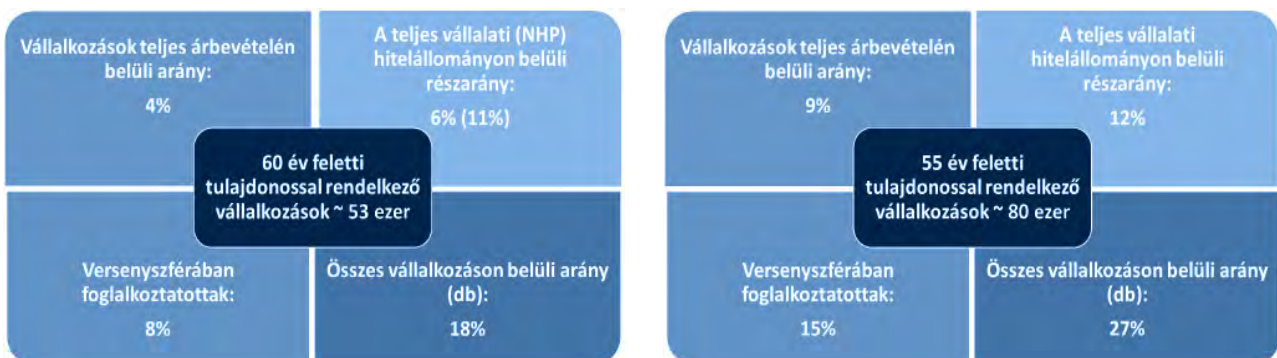 Vállalkozások teljes árbevételén
belüli arány:
4%
A teljes vállalati (NHP)
hitelállományon belüli
részarány:
6% (11%)
60 év feletti
tulajdonossal rendelkező
vállalkozások ~ 53 ezer
Versenyszférában
foglalkoztatottak:
8%
Összes vállalkozáson belüli arány
(db):
18%
Vállalkozások teljes árbevételén
belüli arány:
9%
A teljes vállalati
hitelállományon belüli
részarány:
12%
55 év feletti
tulajdonossal rendelkező
vállalkozások ~ 80 ezer
Versenyszférában
foglalkoztatottak:
15%
Összes vállalkozáson belüli arány
(db):
27%